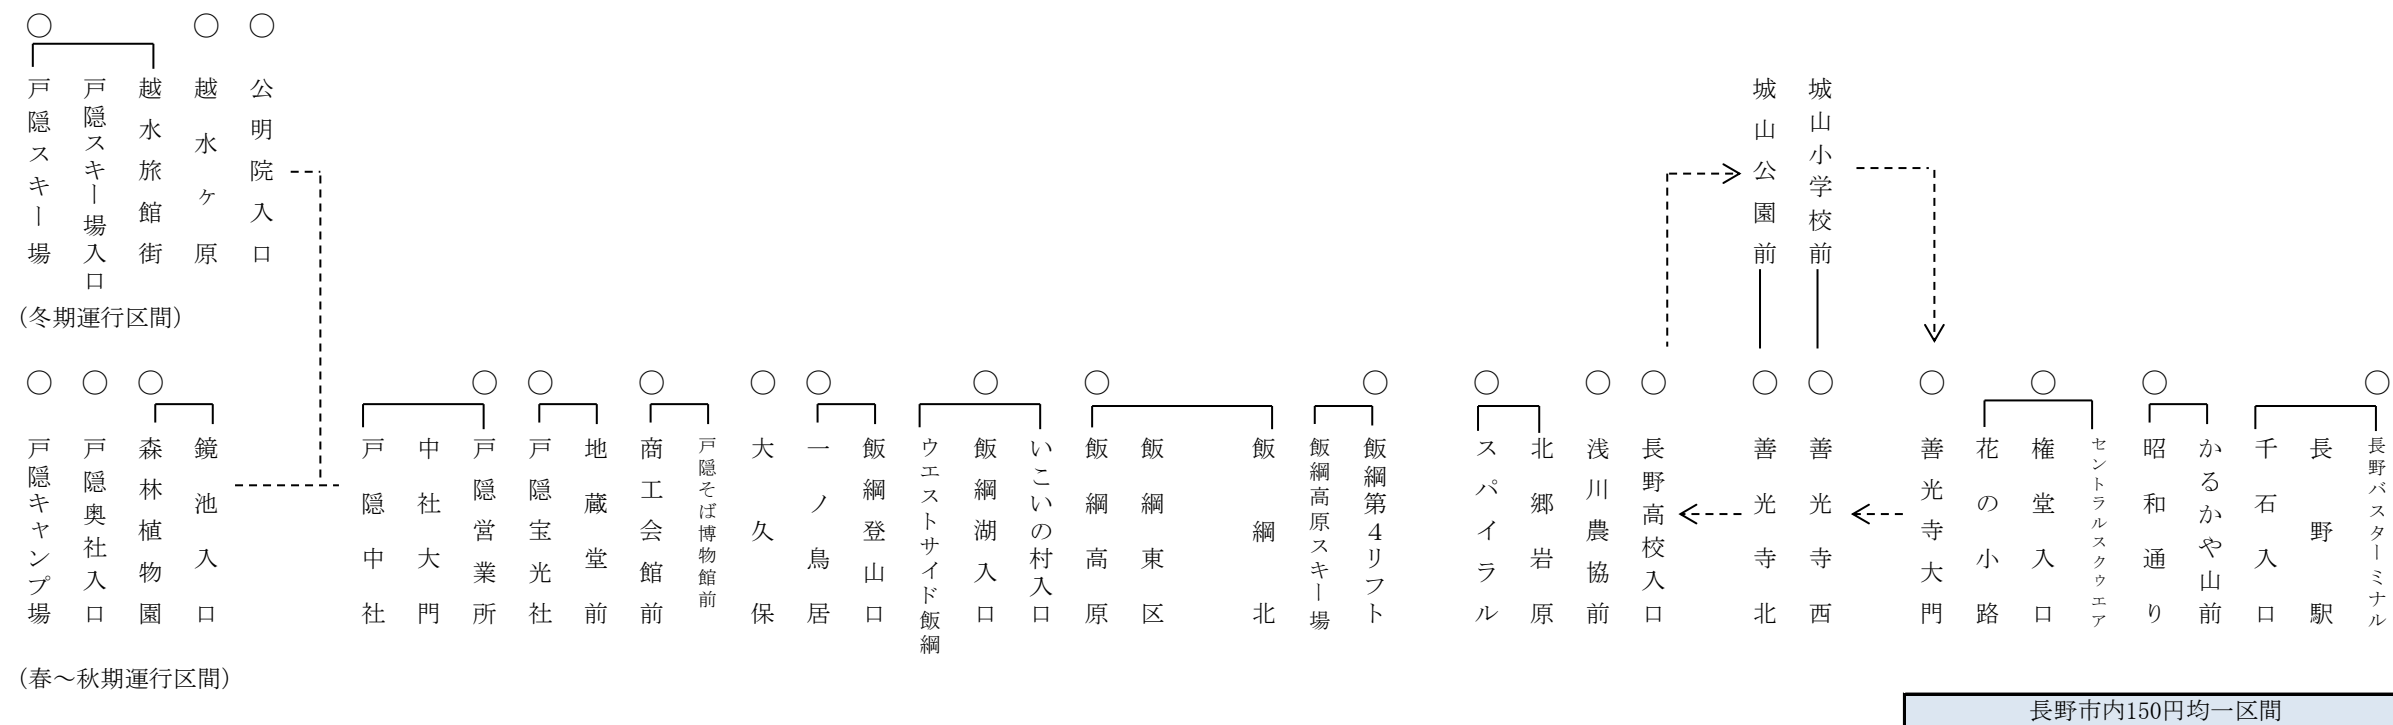 戸隠スキー場
戸隠スキー場入口
越水旅館街
越水ヶ原
公明院入口
城山公園前
城山小学校前
(冬期運行区間)
戸隠キャンプ場
戸隠奥社入口
森林植物園
鏡池入口
戸隠中社
中社大門
戸隠営業所
戸隠宝光社
地蔵堂前
商工会館前
戸隠そば博物館前
大久保
一ノ鳥居
飯綱登山口
ウエストサイド飯綱
飯綱湖入口
いこいの村入口
飯綱高原
飯綱東区
飯綱北
飯綱高原スキー場
飯綱第4リフト
スパイラル
北郷岩原
浅川農協前
長野高校入口
善光寺北
善光寺西
善光寺大門
花の小路
権堂入口
セントラルスクゥエア
昭和通り
かるかや山前
千石入口
長野駅
長野バスターミナル
(春～秋期運行区間)
長野市内150円均一区間